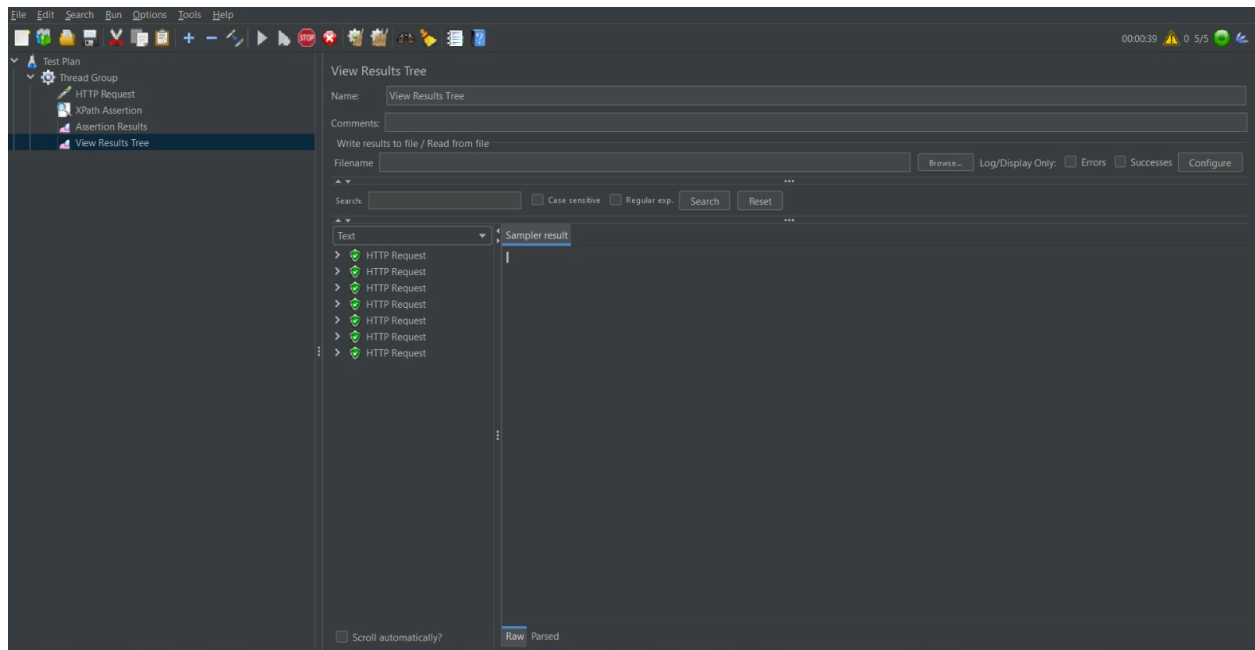 File Edit Search Run Options Tools Help
STOP
00:00:39 0 5/5
Test Plan
Thread Group
HTTP Request
XPath Assertion
Assertion Results
View Results Tree
View Results Tree
Name: View Results Tree
Comments:
Write results to file / Read from file
Filename Browse... Log/Display Only: Errors Successes Configure
Search: Case sensitive Regular exp. Search Reset
Text
Sampler result
HTTP Request
HTTP Request
HTTP Request
HTTP Request
HTTP Request
HTTP Request
HTTP Request
Scroll automatically?
Raw Parsed